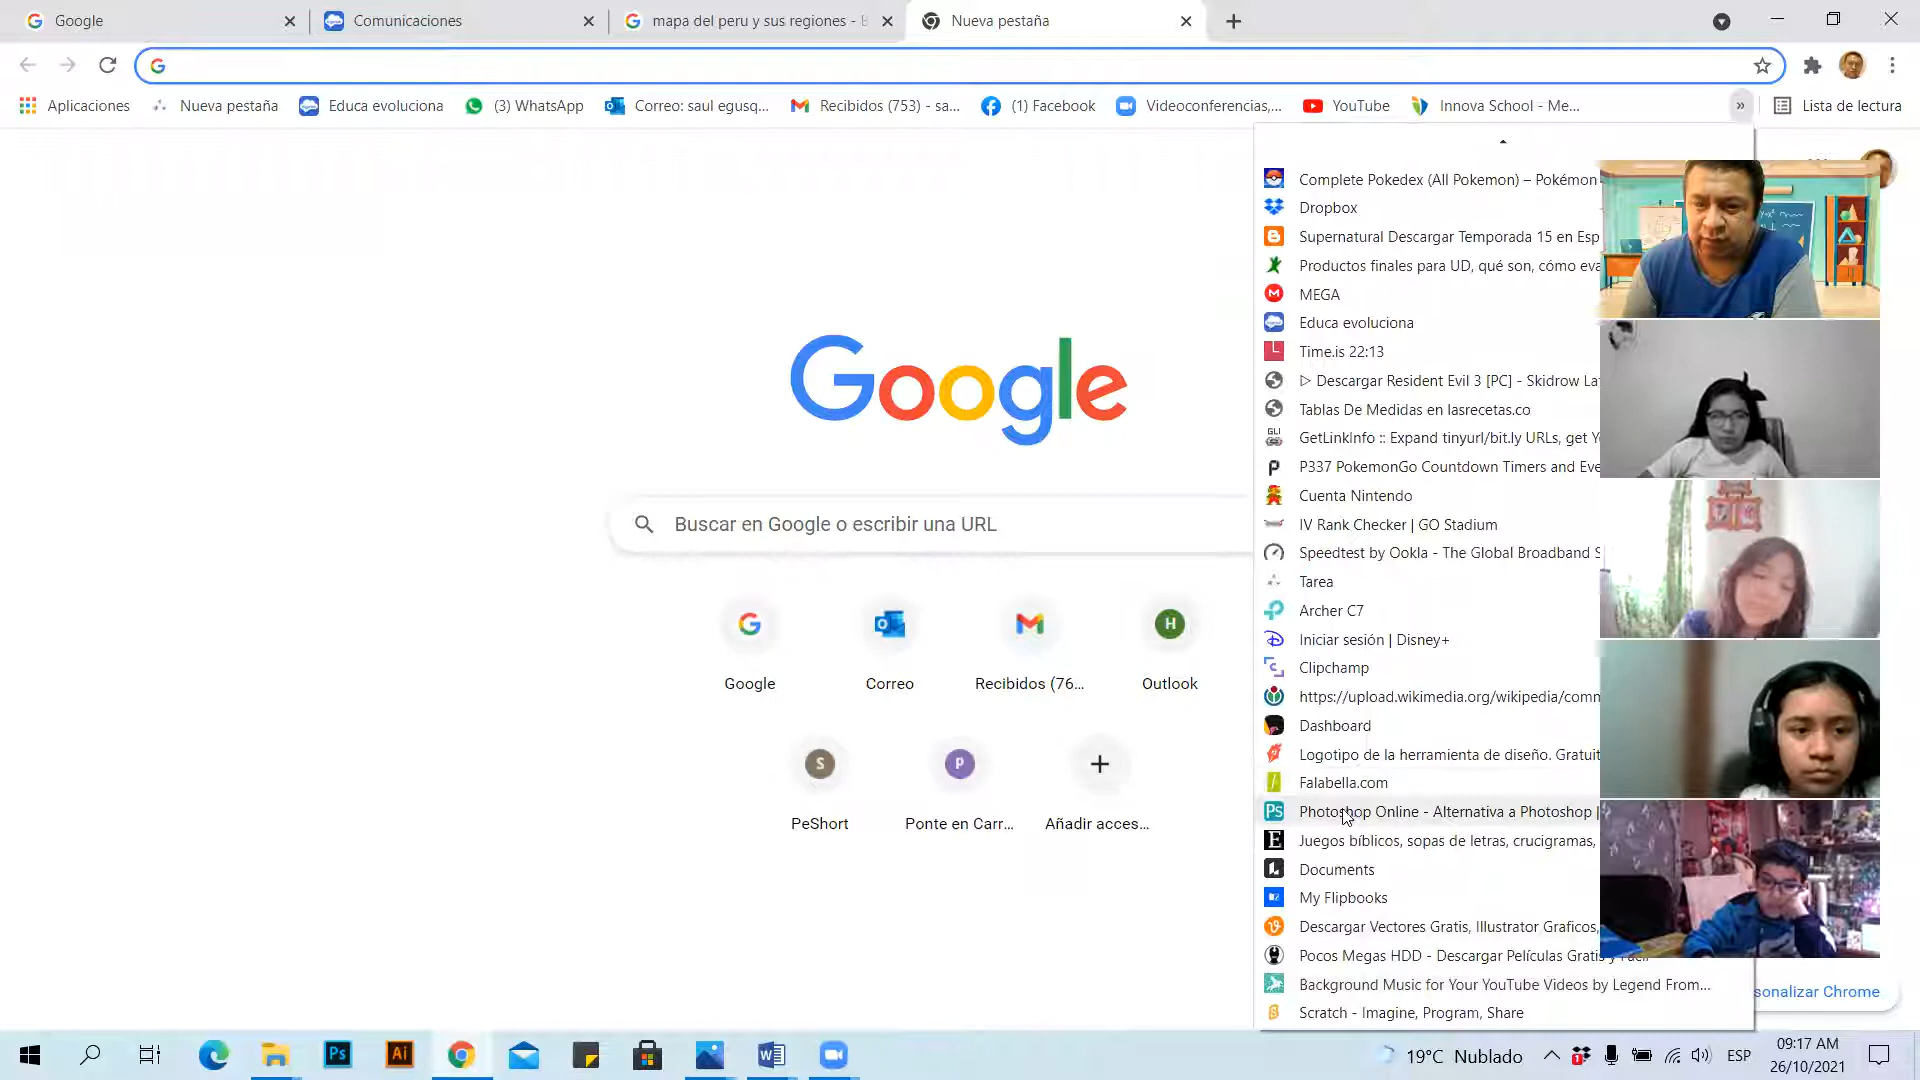 Google
Comunicaciones
mapa del peru y sus regiones - B
Nueva pestaña
Aplicaciones
Nueva pestaña
Educa evoluciona
(3) WhatsApp
Correo: saul egusq...
Recibidos (753) - sa...
(1) Facebook
Videoconferencias,...
YouTube
Innova School - Me...
»
Lista de lectura
Complete Pokedex (All Pokemon) – Pokémon
Dropbox
Supernatural Descargar Temporada 15 en Esp
Productos finales para UD, qué son, cómo eva
MEGA
Educa evoluciona
Time.is 22:13
▷ Descargar Resident Evil 3 [PC] - Skidrow La
Tablas De Medidas en lasrecetas.co
GetLinkInfo :: Expand tinyurl/bit.ly URLs, get Y
P337 PokemonGo Countdown Timers and Eve
Cuenta Nintendo
IV Rank Checker | GO Stadium
Speedtest by Ookla - The Global Broadband S
Tarea
Archer C7
Iniciar sesión | Disney+
Clipchamp
https://upload.wikimedia.org/wikipedia/comm
Dashboard
Logotipo de la herramienta de diseño. Gratuit
Falabella.com
Photoshop Online - Alternativa a Photoshop |
Juegos bíblicos, sopas de letras, crucigramas,
Documents
My Flipbooks
Descargar Vectores Gratis, Illustrator Graficos,
Pocos Megas HDD - Descargar Películas Gratis y Fácil
Background Music for Your YouTube Videos by Legend From...
Scratch - Imagine, Program, Share
Google
Buscar en Google o escribir una URL
Google
Correo
Recibidos (76...
H
Outlook
S
PeShort
P
Ponte en Carr...
Añadir acces...
sonalizar Chrome
19°C Nublado
ESP
09:17 AM
26/10/2021